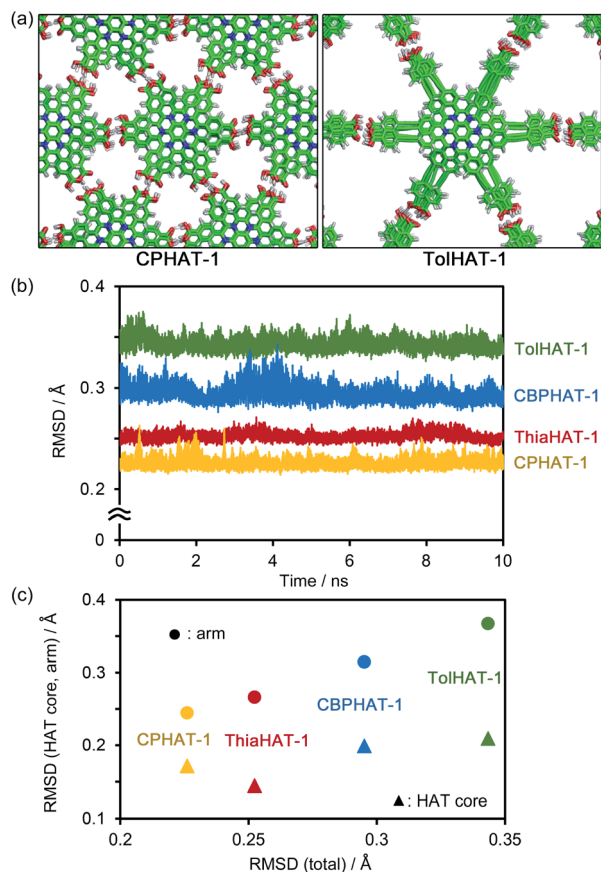 (a)
CPHAT-1 TolHAT-1
(b)
0.4
0.3
0.2
0
RMSD / Å
TolHAT-1
CBPHAT-1
ThiaHAT-1
CPHAT-1
0 2 4 6 8 10
Time / ns
(c)
0.4
0.3
0.2
0.1
RMSD (HAT core, arm) / Å
● : arm
TolHAT-1
CBPHAT-1
CPHAT-1 ThiaHAT-1
▲ : HAT core
0.2 0.25 0.3 0.35
RMSD (total) / Å